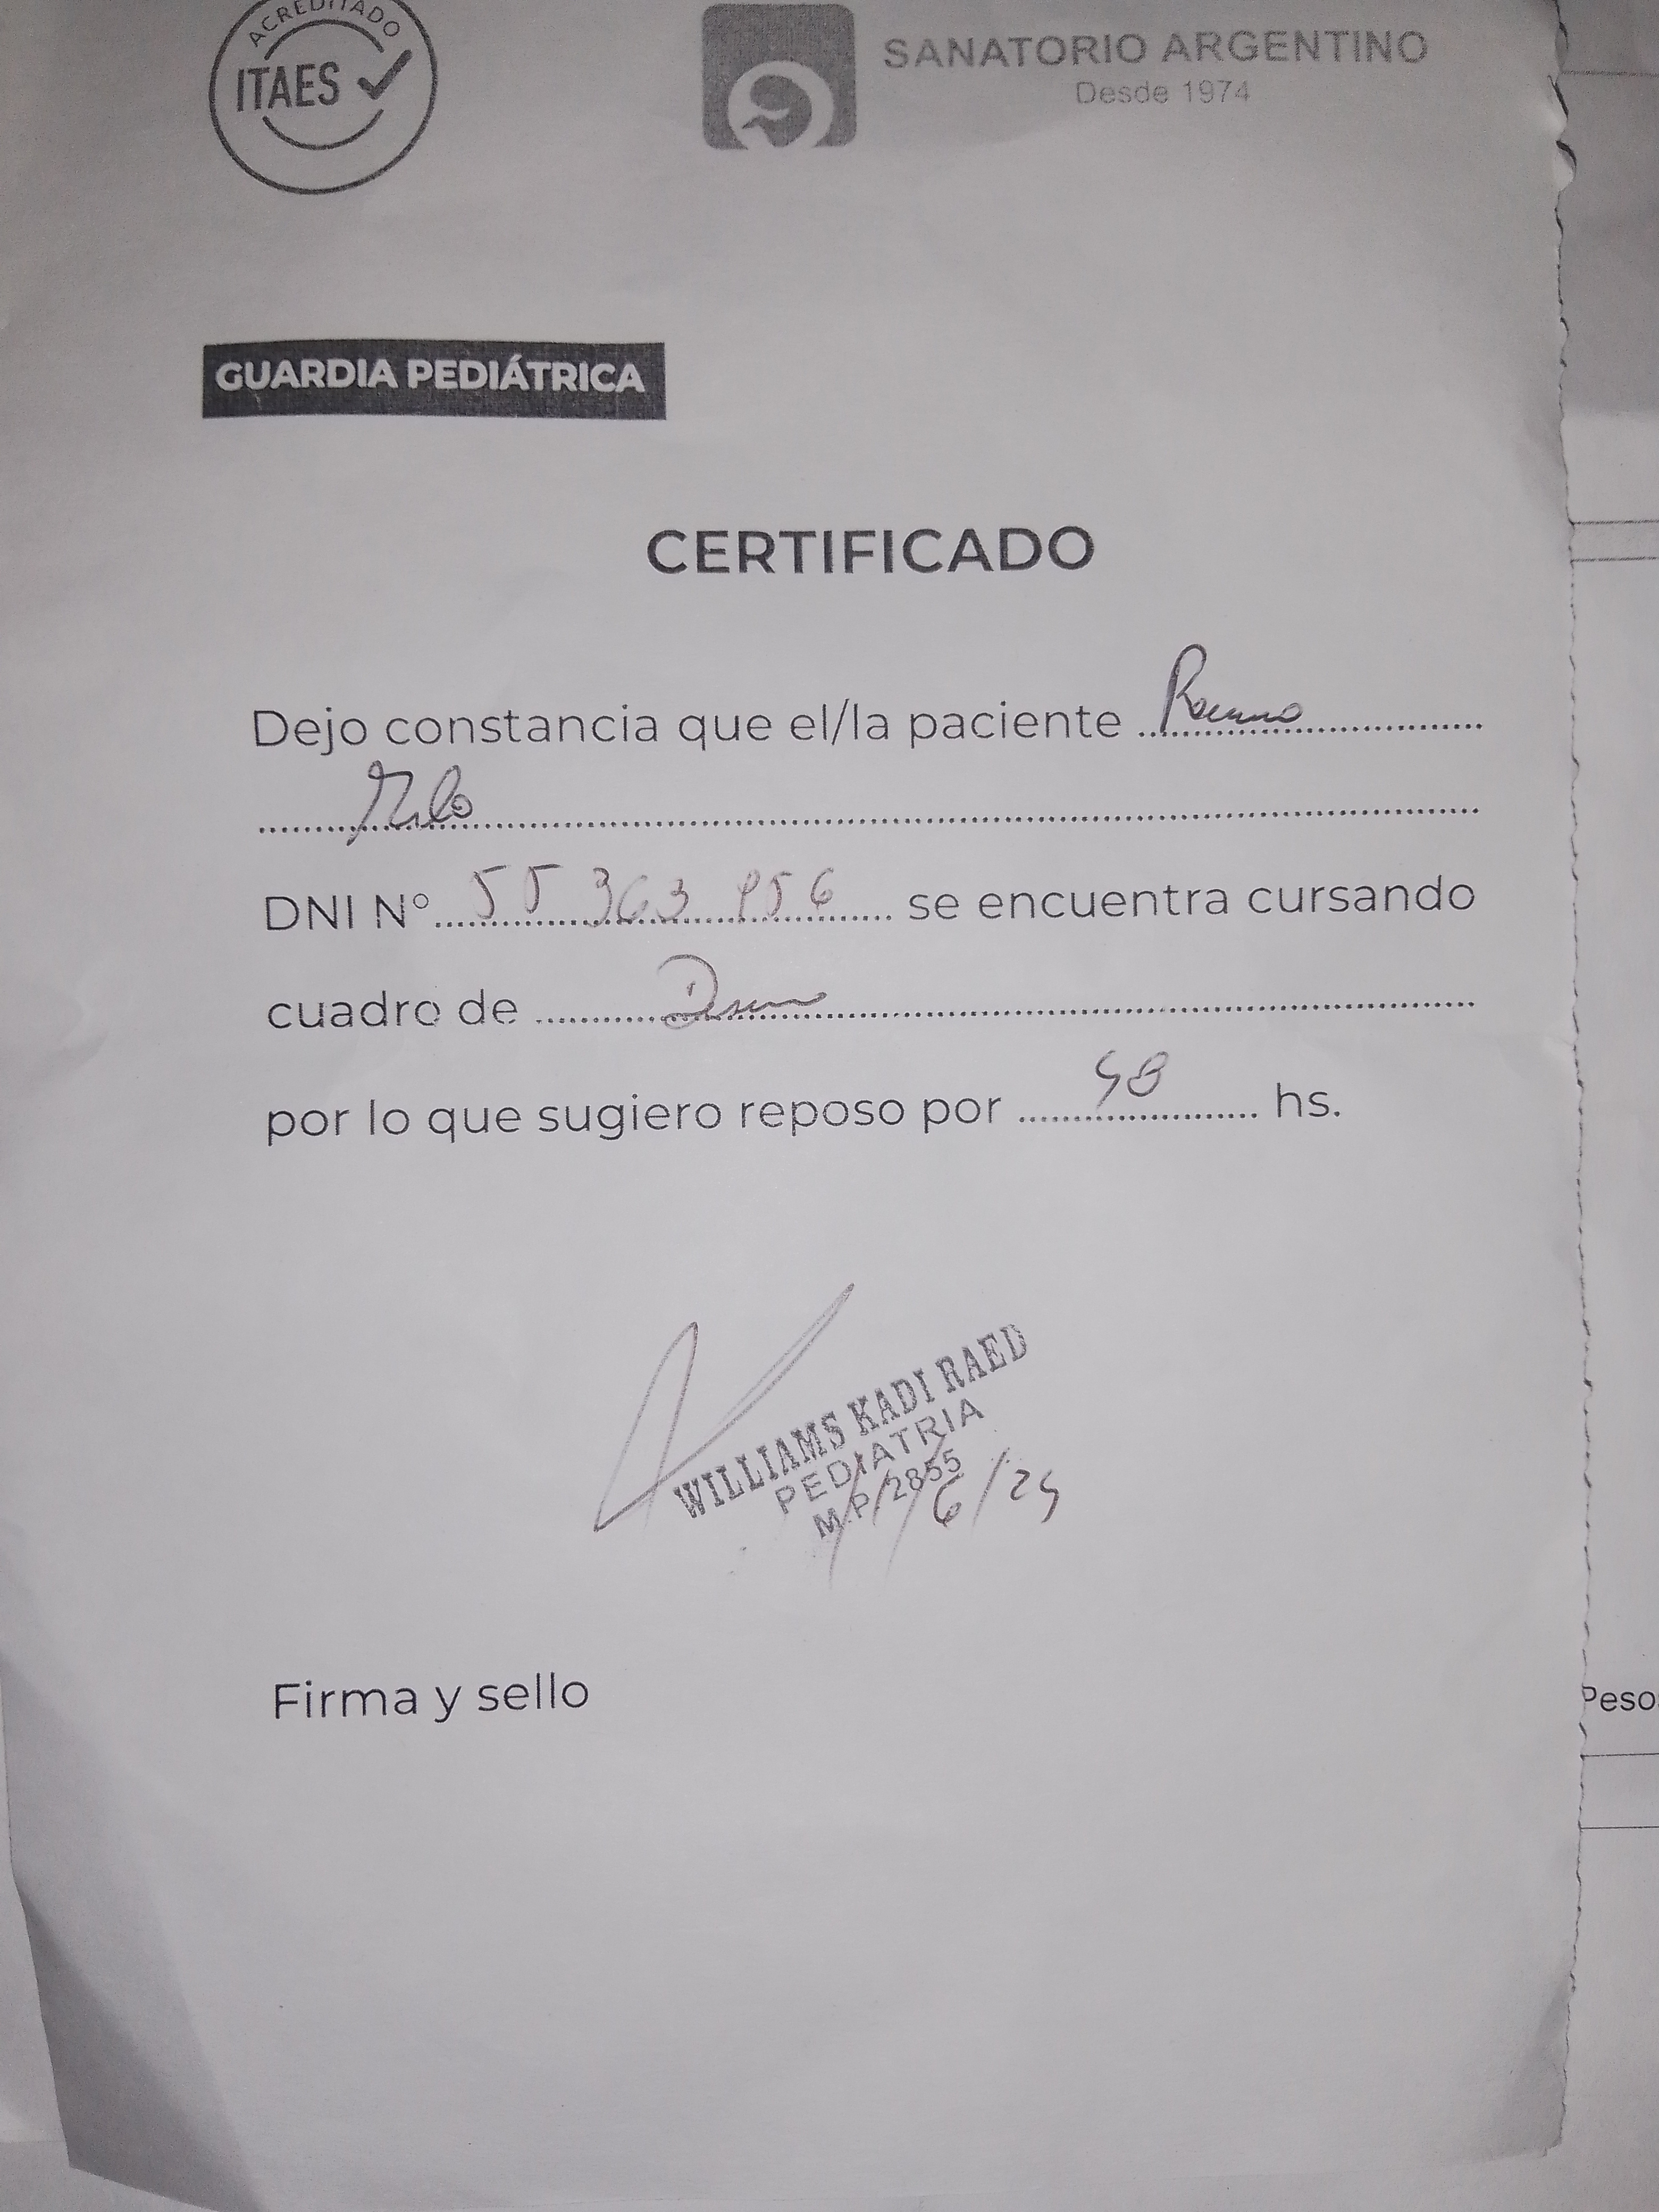 ACREDITADO
ITAES
SANATORIO ARGENTINO
Desde 1974
GUARDIA PEDIÁTRICA
CERTIFICADO
Dejo constancia que el/la paciente
DNI Nº 55 363 956 se encuentra cursando
cuadro de
por lo que sugiero reposo por 48 hs.
WILLIAMS KADI RAED
PEDIATRIA
M.P. 2855
Firma y sello
Peso